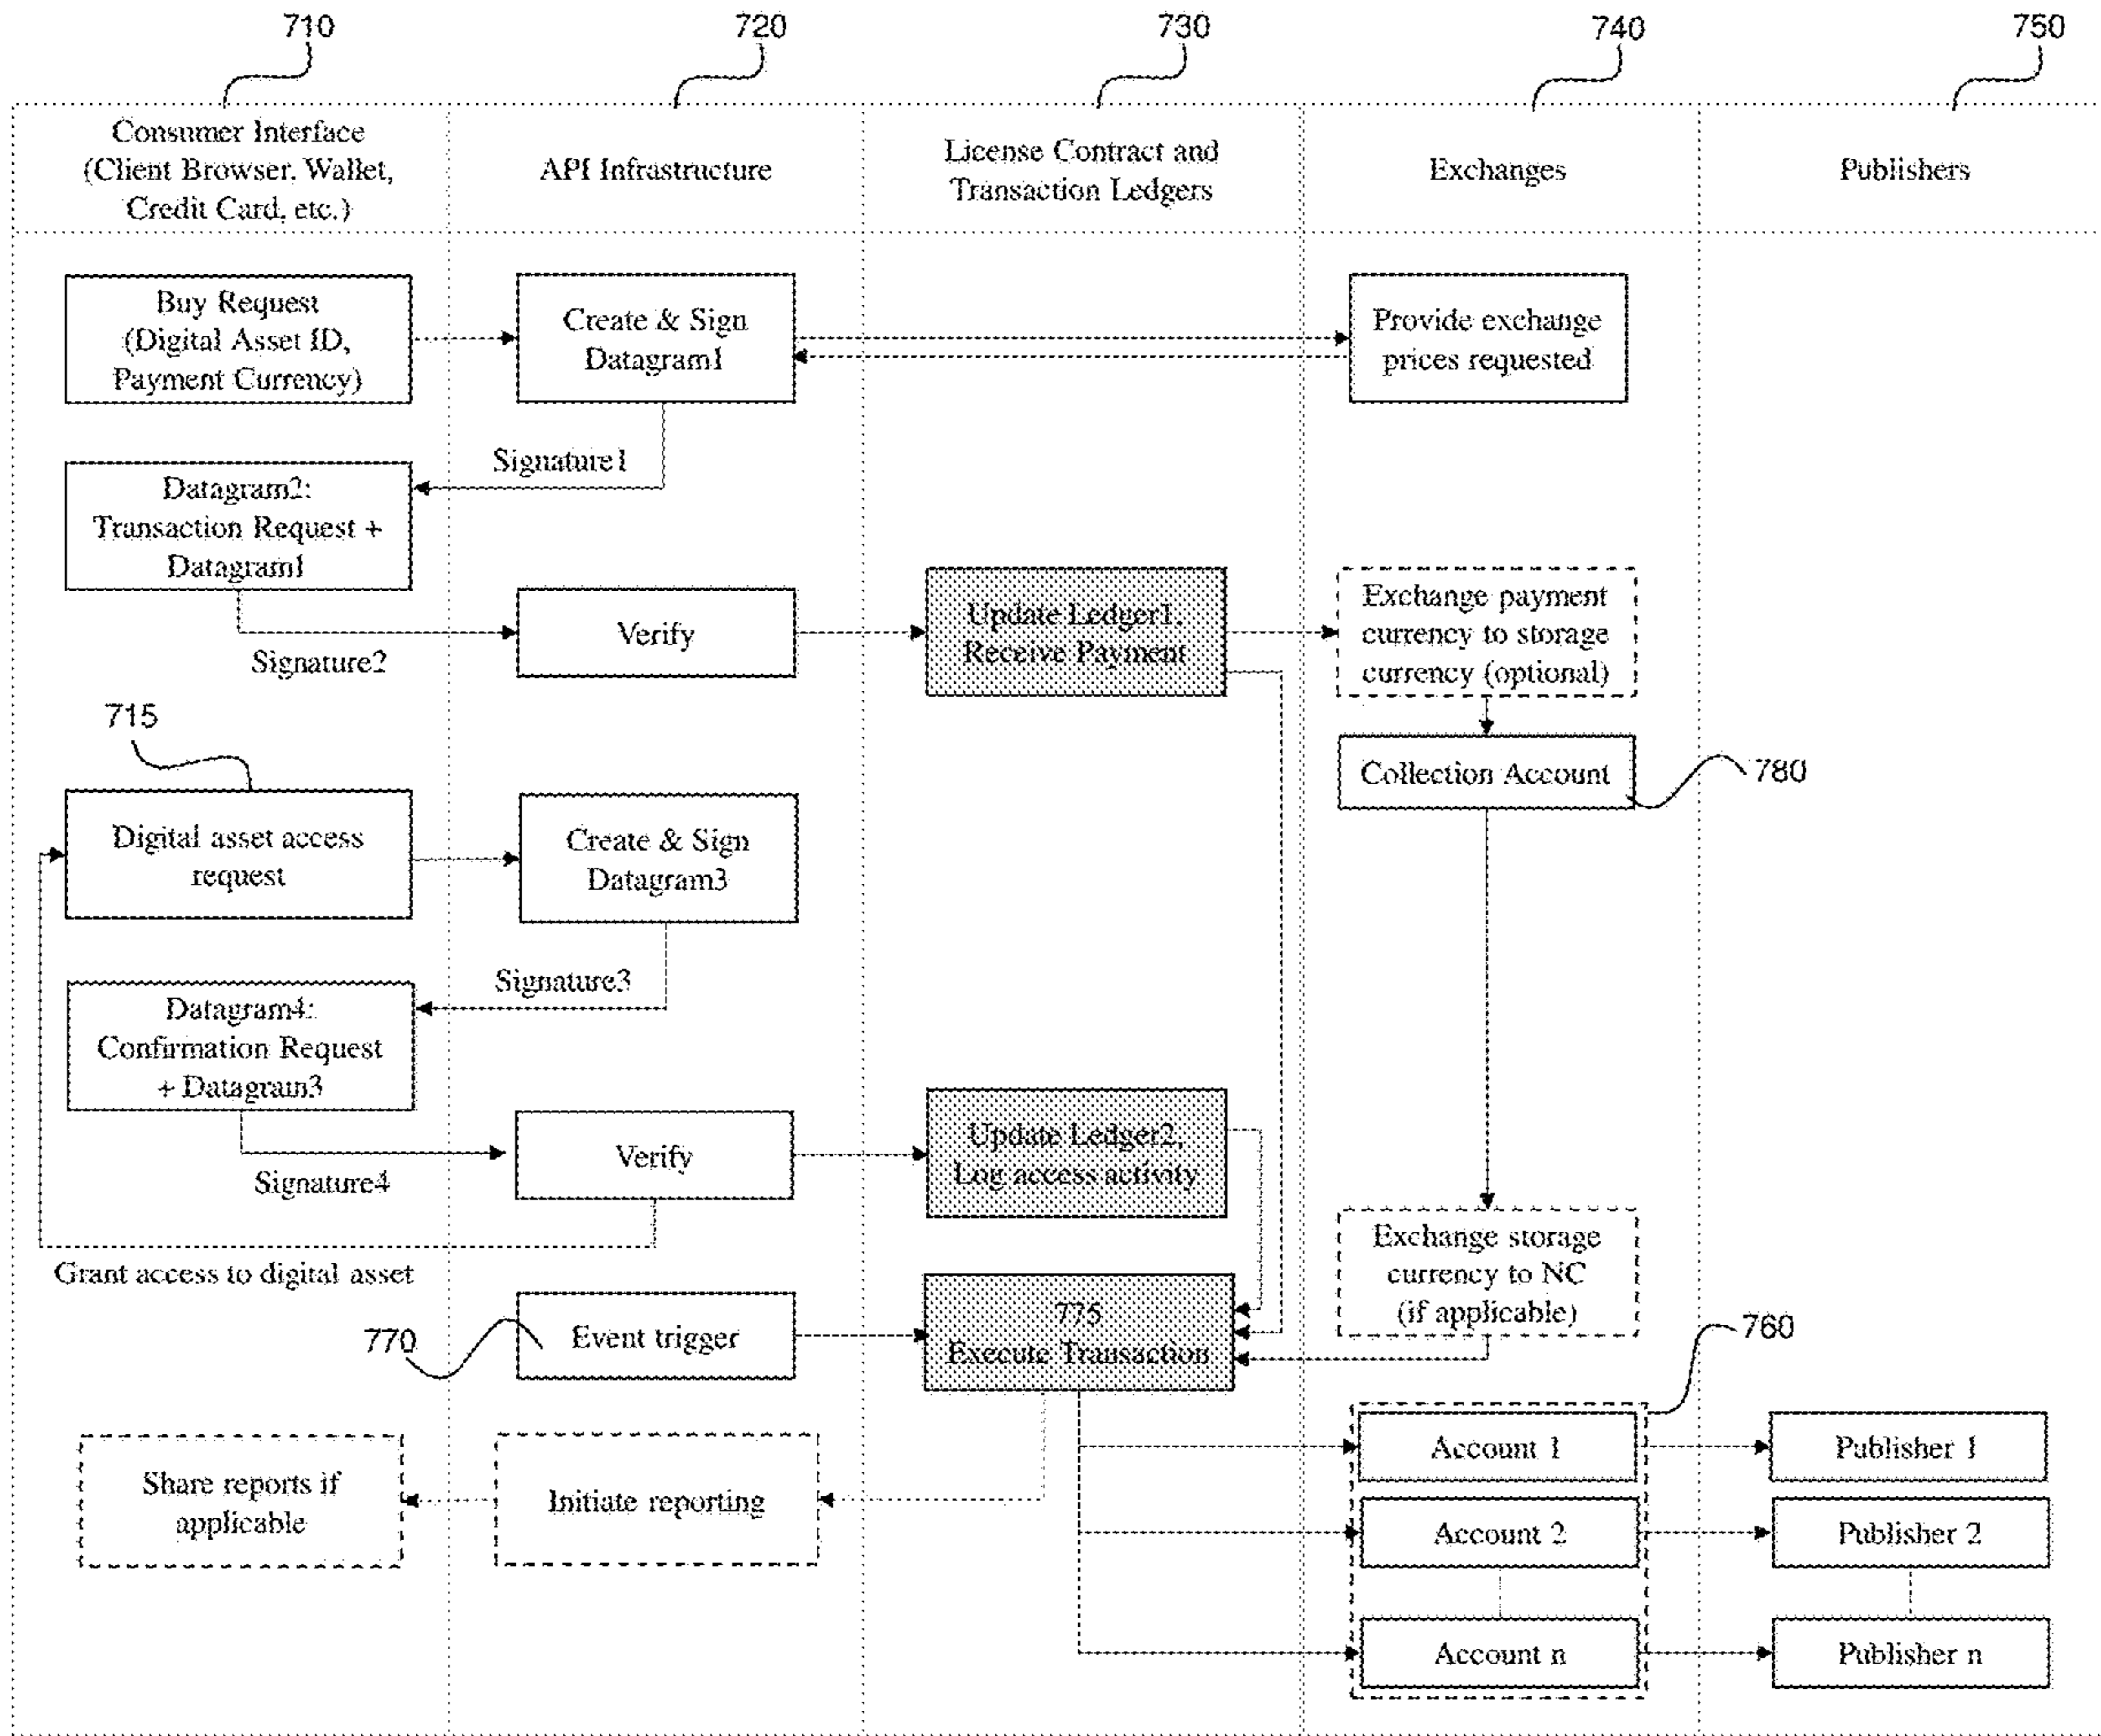 710
720
730
740
750
Consumer Interface
(Client Browser, Wallet,
Credit Card, etc.)
API Infrastructure
License Contract and
Transaction Ledgers
Exchanges
Publishers
Buy Request
(Digital Asset ID,
Payment Currency)
Create & Sign
Datagram1
Provide exchange
prices requested
Signature1
Datagram2:
Transaction Request +
Datagram1
Signature2
Verify
Update Ledger1,
Receive Payment
Exchange payment
currency to storage
currency (optional)
715
Collection Account
780
Digital asset access
request
Create & Sign
Datagram3
Signature3
Datagram4:
Confirmation Request
+ Datagram3
Signature4
Verify
Update Ledger2,
Log access activity
Grant access to digital asset
Exchange storage
currency to NC
(if applicable)
770
Event trigger
775
Execute Transaction
760
Share reports if
applicable
Initiate reporting
Account 1
Publisher 1
Account 2
Publisher 2
Account n
Publisher n